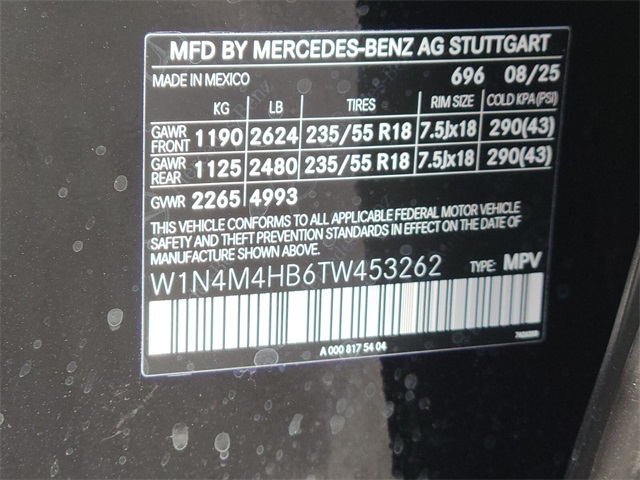 MFD BY MERCEDES-BENZ AG STUTTGART
MADE IN MEXICO 696 08/25
KG LB TIRES RIM SIZE COLD KPA(PSI)
GAWR FRONT 1190 2624 235/55 R18 7.5Jx18 290(43)
GAWR REAR 1125 2480 235/55 R18 7.5Jx18 290(43)
GVWR 2265 4993
THIS VEHICLE CONFORMS TO ALL APPLICABLE FEDERAL MOTOR VEHICLE
SAFETY AND THEFT PREVENTION STANDARDS IN EFFECT ON THE DATE OF
MANUFACTURE SHOWN ABOVE.
W1N4M4HB6TW453262 TYPE: MPV
A 000 817 54 04